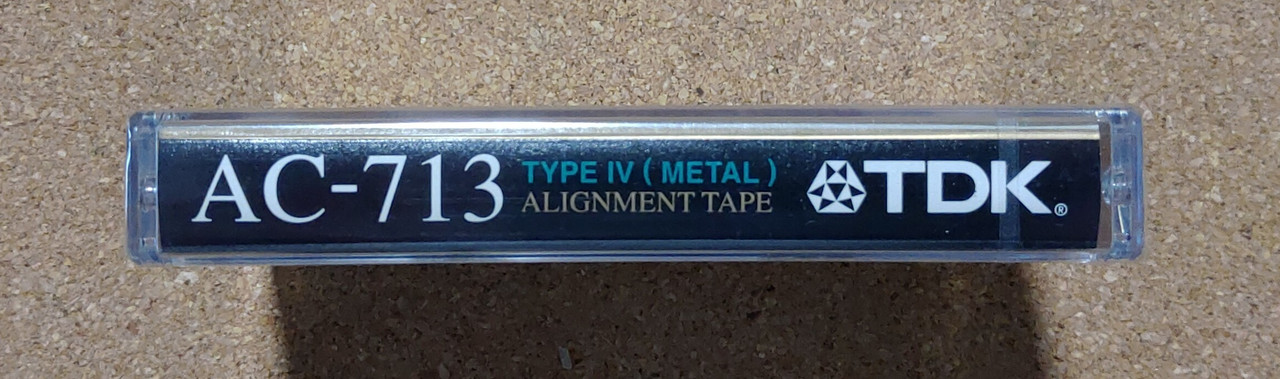 AC-713
TYPE IV ( METAL )
ALIGNMENT TAPE
TDK®